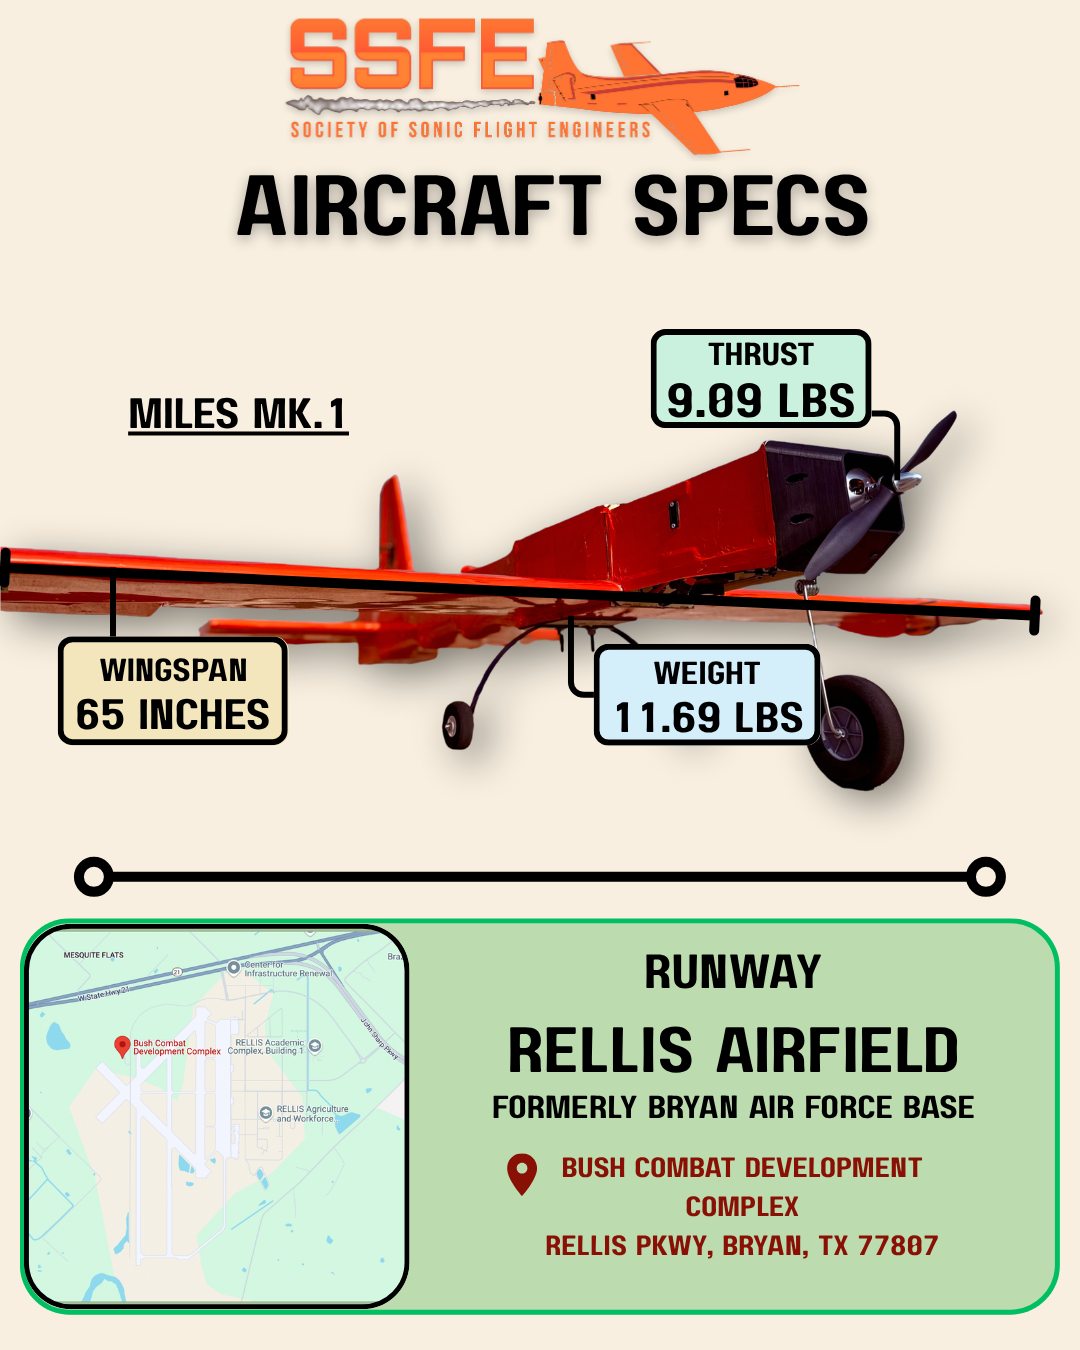 SSFE
SOCIETY OF SONIC FLIGHT ENGINEERS
AIRCRAFT SPECS
THRUST
9.09 LBS
MILES MK.1
WINGSPAN
65 INCHES
WEIGHT
11.69 LBS
MESQUITE FLATS
Braz
21
Center for
Infrastructure Renewal
W State Hwy 21
John Sharp Pkwy
Bush Combat
Development Complex
RELLIS Academic
Complex, Building 1
RELLIS Agriculture
and Workforce
RUNWAY
RELLIS AIRFIELD
FORMERLY BRYAN AIR FORCE BASE
BUSH COMBAT DEVELOPMENT
COMPLEX
RELLIS PKWY, BRYAN, TX 77807